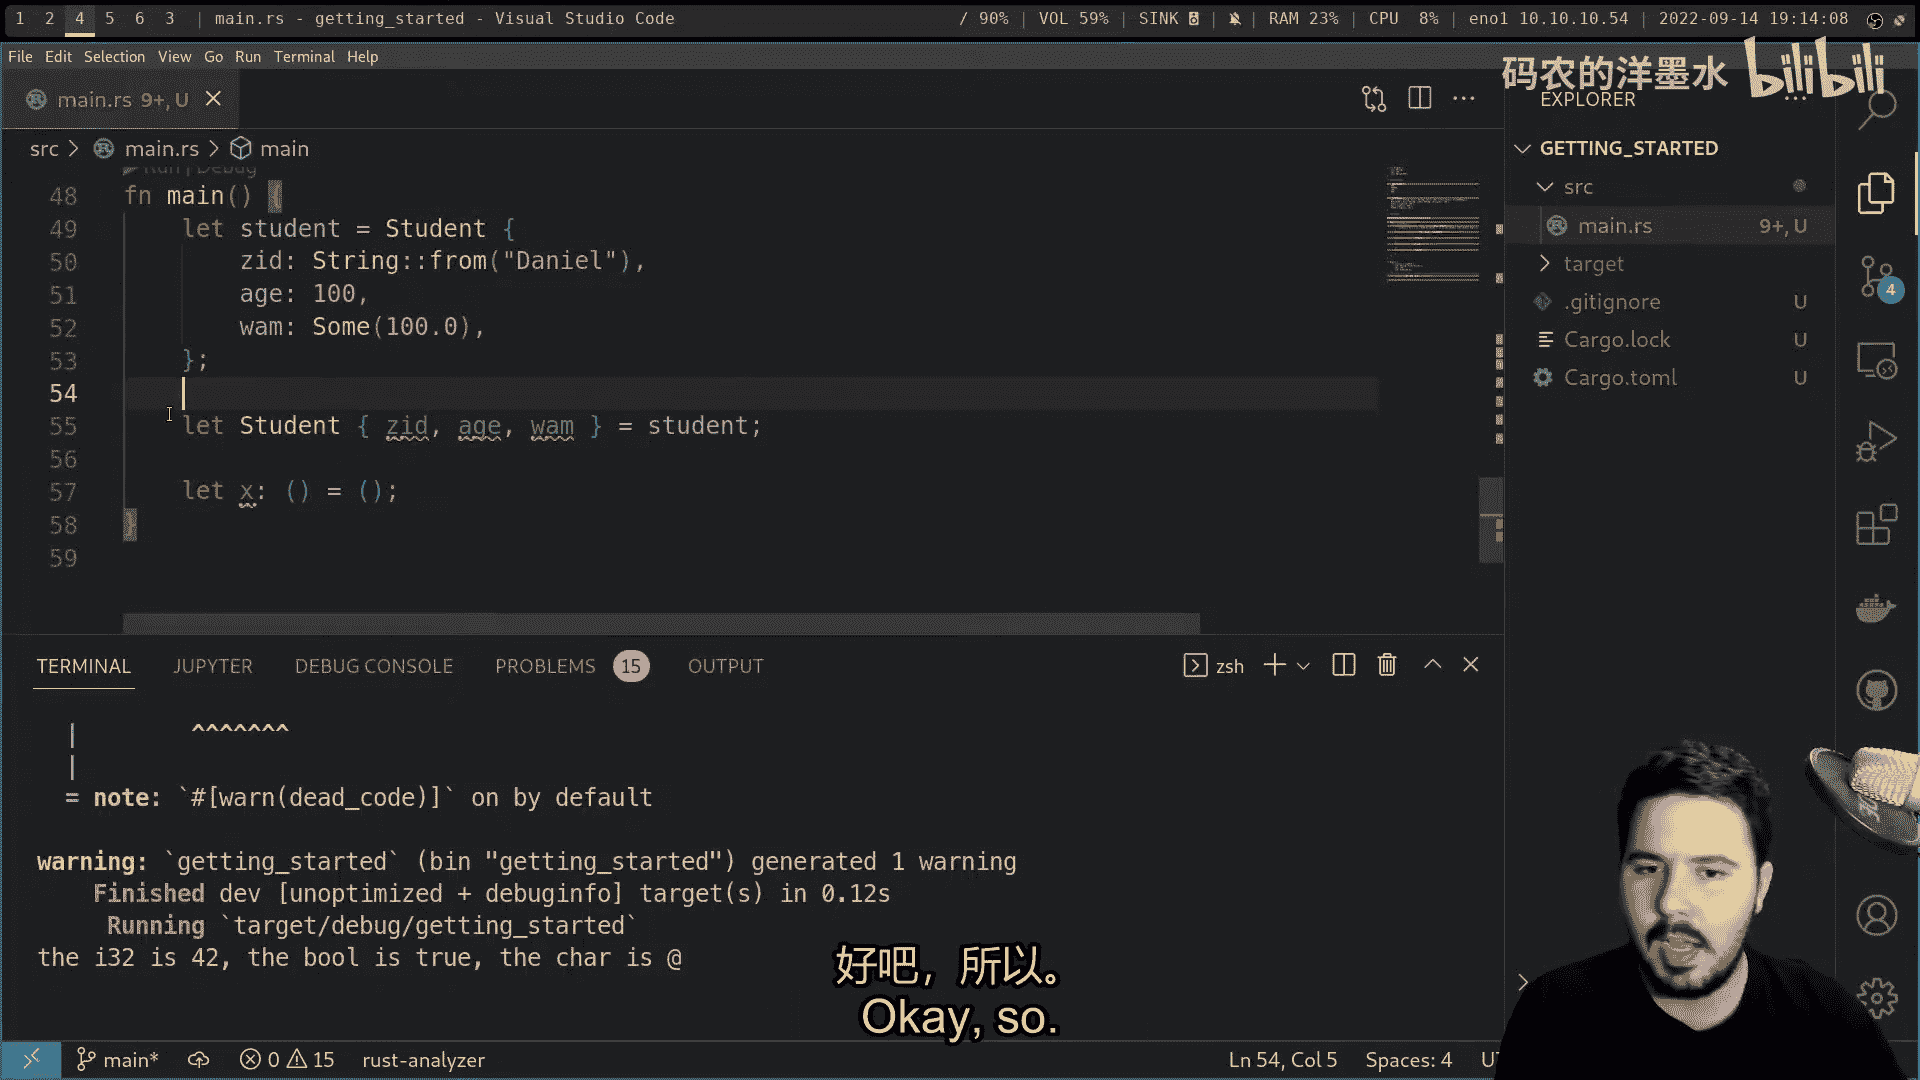 1 2 4 5 6 3 | main.rs - getting_started - Visual Studio Code
/ 90% | VOL 59% | SINK | RAM 23% | CPU 8% | eno1 10.10.10.54 | 2022-09-14 19:14:08
File Edit Selection View Go Run Terminal Help
码农的洋墨水 bilibili
main.rs 9+, U
EXPLORER
src > main.rs > main
GETTING_STARTED
src
main.rs 9+, U
target
.gitignore U
Cargo.lock U
Cargo.toml U
4
Run | Debug
48 fn main() {
49 let student = Student {
50 zid: String::from("Daniel"),
51 age: 100,
52 wam: Some(100.0),
53 };
54
55 let Student { zid, age, wam } = student;
56
57 let x: () = ();
58 }
59
TERMINAL JUPYTER DEBUG CONSOLE PROBLEMS 15 OUTPUT
zsh
| ^^^^^^^
|
= note: `#[warn(dead_code)]` on by default
warning: `getting_started` (bin "getting_started") generated 1 warning
Finished dev [unoptimized + debuginfo] target(s) in 0.12s
Running `target/debug/getting_started`
the i32 is 42, the bool is true, the char is @
好吧，所以。
Okay, so.
main* 0 15 rust-analyzer
Ln 54, Col 5 Spaces: 4